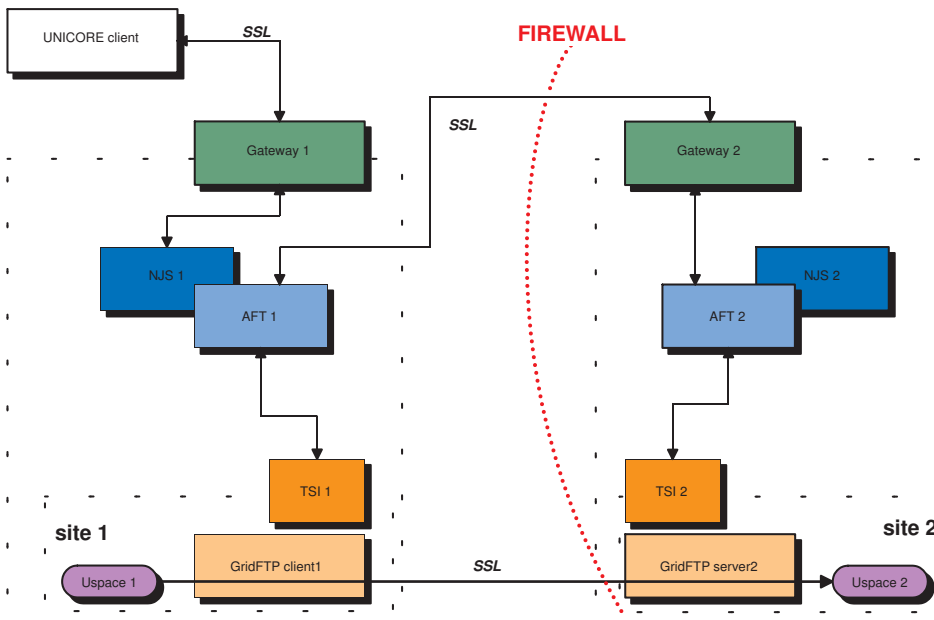 UNICORE client
SSL
FIREWALL
SSL
Gateway 1
Gateway 2
NJS 1
NJS 2
AFT 1
AFT 2
TSI 1
TSI 2
site 1
site 2
GridFTP client1
SSL
GridFTP server2
Uspace 1
Uspace 2